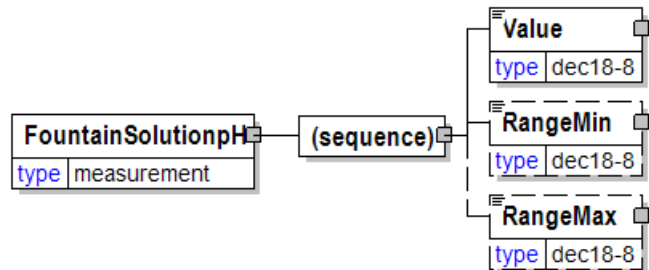 FountainSolutionpH
type measurement
(sequence)
Value
type dec18-8
RangeMin
type dec18-8
RangeMax
type dec18-8